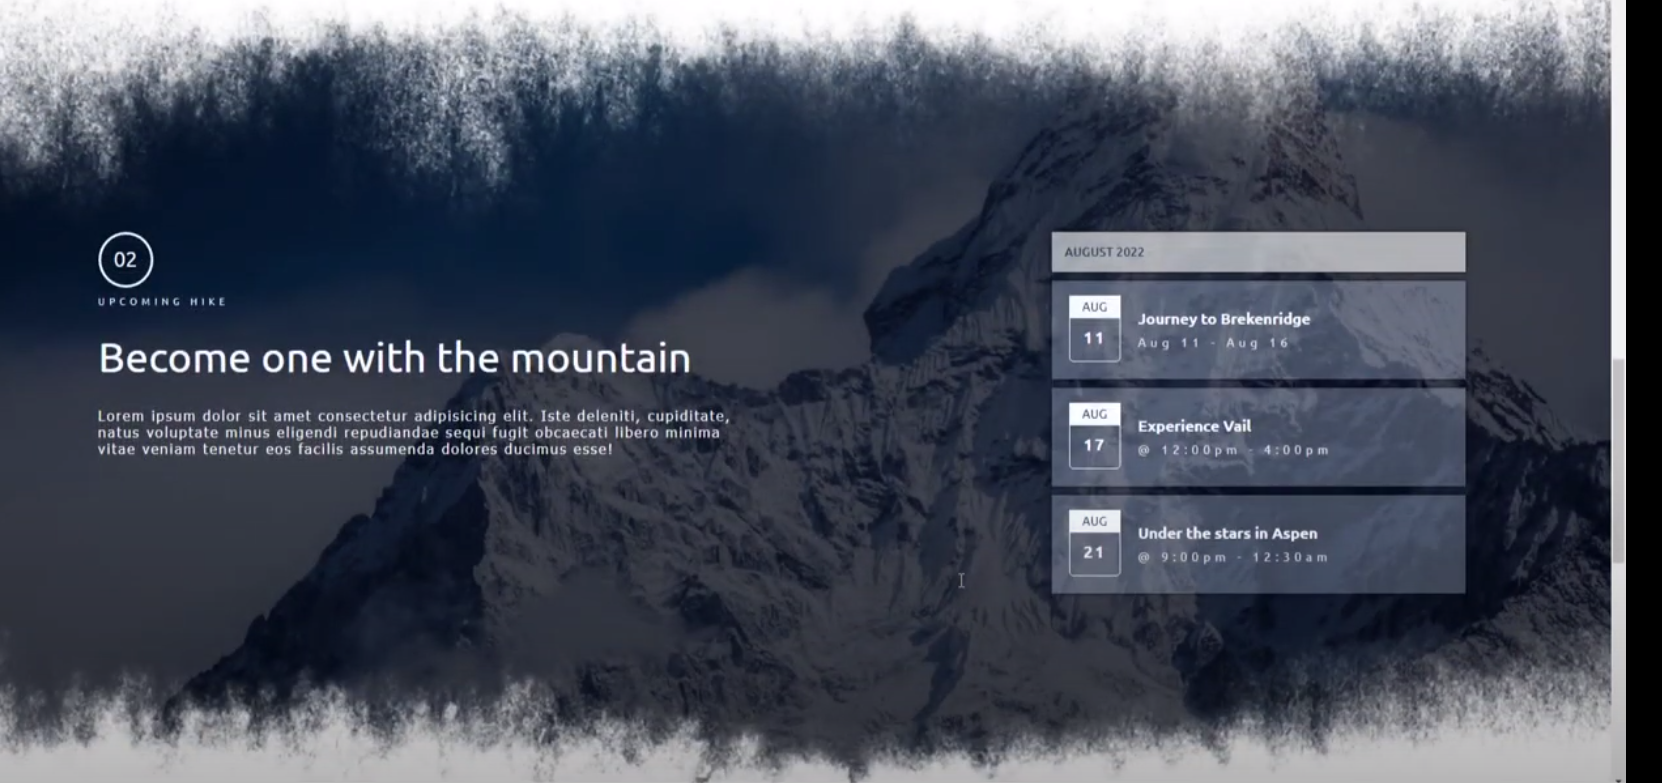 02
UPCOMING HIKE
Become one with the mountain
Lorem ipsum dolor sit amet consectetur adipisicing elit. Iste deleniti, cupiditate,
natus voluptate minus eligendi repudiandae sequi fugit obcaecati libero minima
vitae veniam tenetur eos facilis assumenda dolores ducimus esse!
AUGUST 2022
AUG
11
Journey to Brekenridge
Aug 11 - Aug 16
AUG
17
Experience Vail
@ 12:00pm - 4:00pm
AUG
21
Under the stars in Aspen
@ 9:00pm - 12:30am